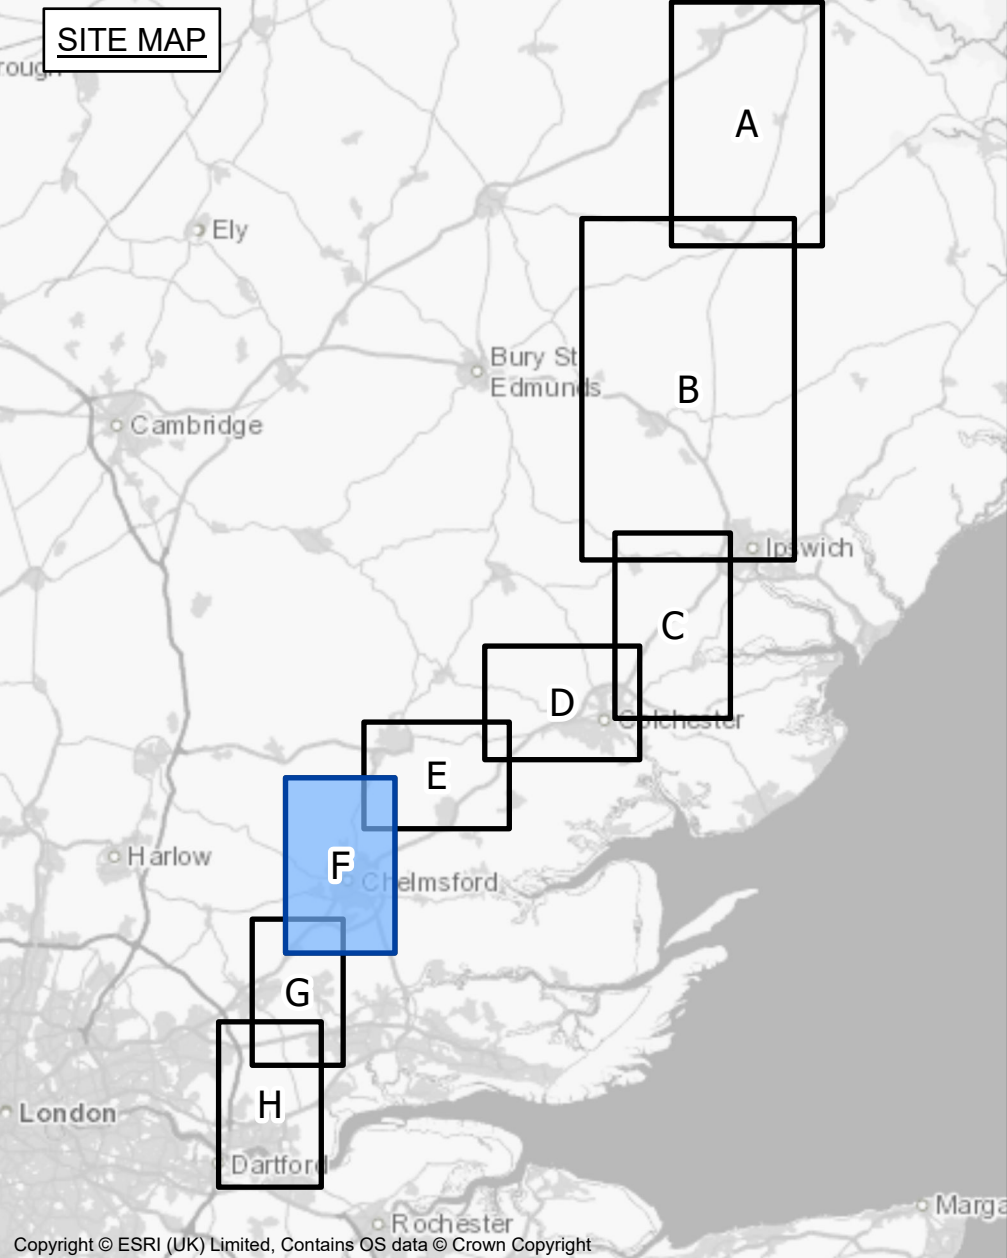 SITE MAP
rough
A
Ely
Bury St
Edmunds
B
Cambridge
Ipswich
C
D
Colchester
E
Harlow
F
Chelmsford
G
H
London
Dartford
Marga
Rochester
Copyright © ESRI (UK) Limited, Contains OS data © Crown Copyright